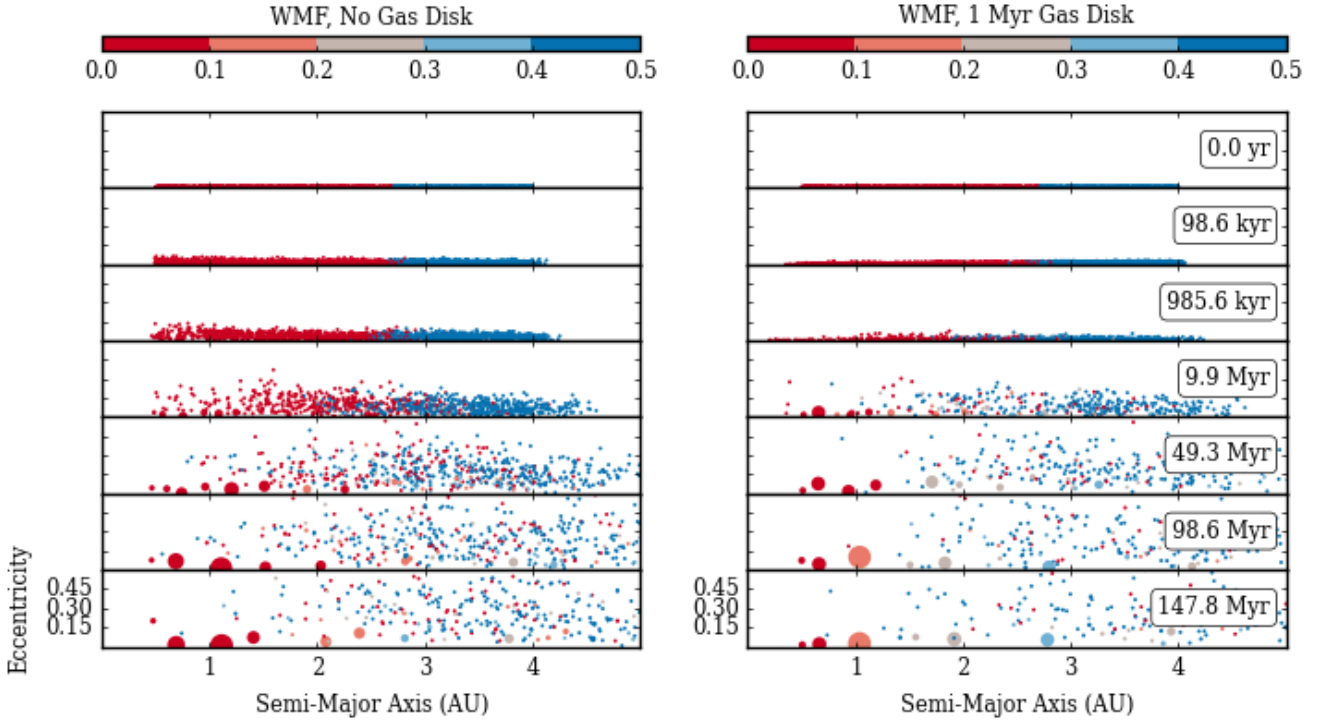 WMF, No Gas Disk
WMF, 1 Myr Gas Disk
0.0 0.1 0.2 0.3 0.4 0.5
0.0 0.1 0.2 0.3 0.4 0.5
0.0 yr
98.6 kyr
985.6 kyr
9.9 Myr
49.3 Myr
98.6 Myr
147.8 Myr
Eccentricity
0.45
0.30
0.15
0.45
0.30
0.15
1 2 3 4
1 2 3 4
Semi-Major Axis (AU)
Semi-Major Axis (AU)